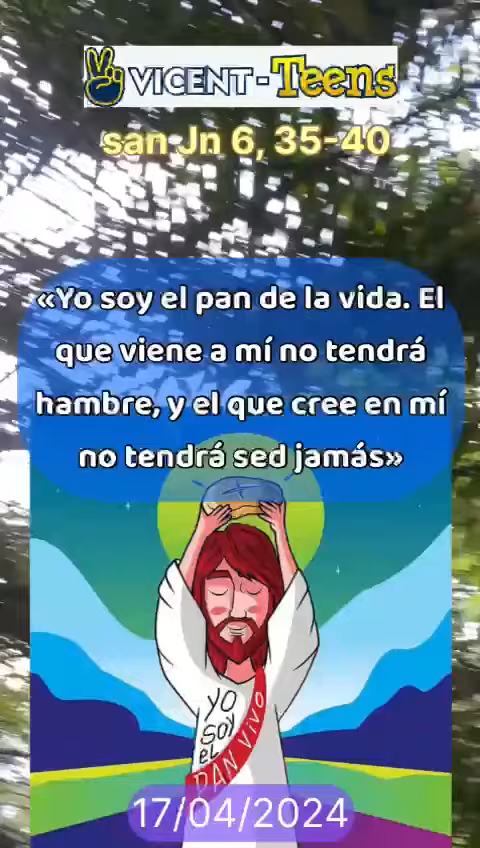 VICENT-Teens
san Jn 6, 35-40
«Yo soy el pan de la vida. El
que viene a mí no tendrá
hambre, y el que cree en mí
no tendrá sed jamás»
YO
SOY
eL
PAN VIVO
17/04/2024